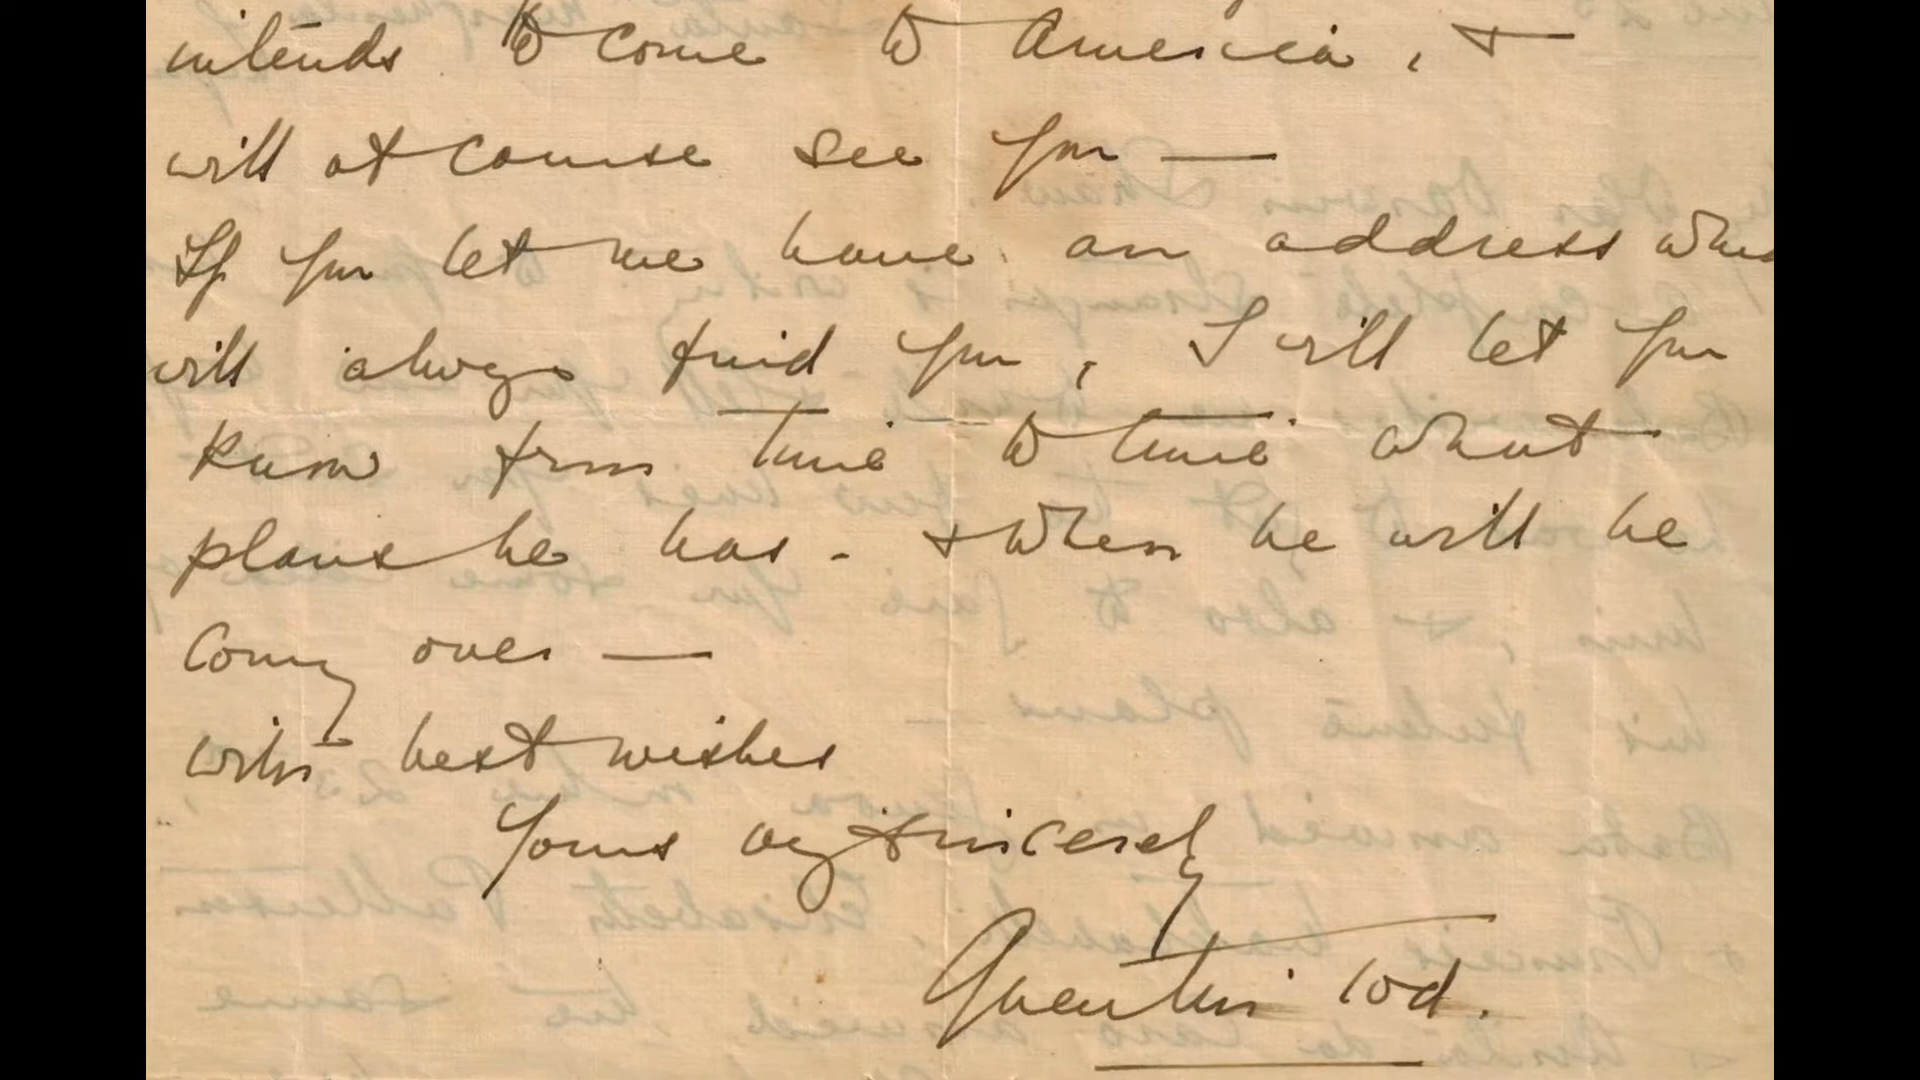 intends to come to America, +
will of course see you —
If you let me have an address which
will always find you, I will let you
know from time to time what
plans he has - + when he will be
coming over —
with best wishes
Yours very sincerely
Quentin Tod.